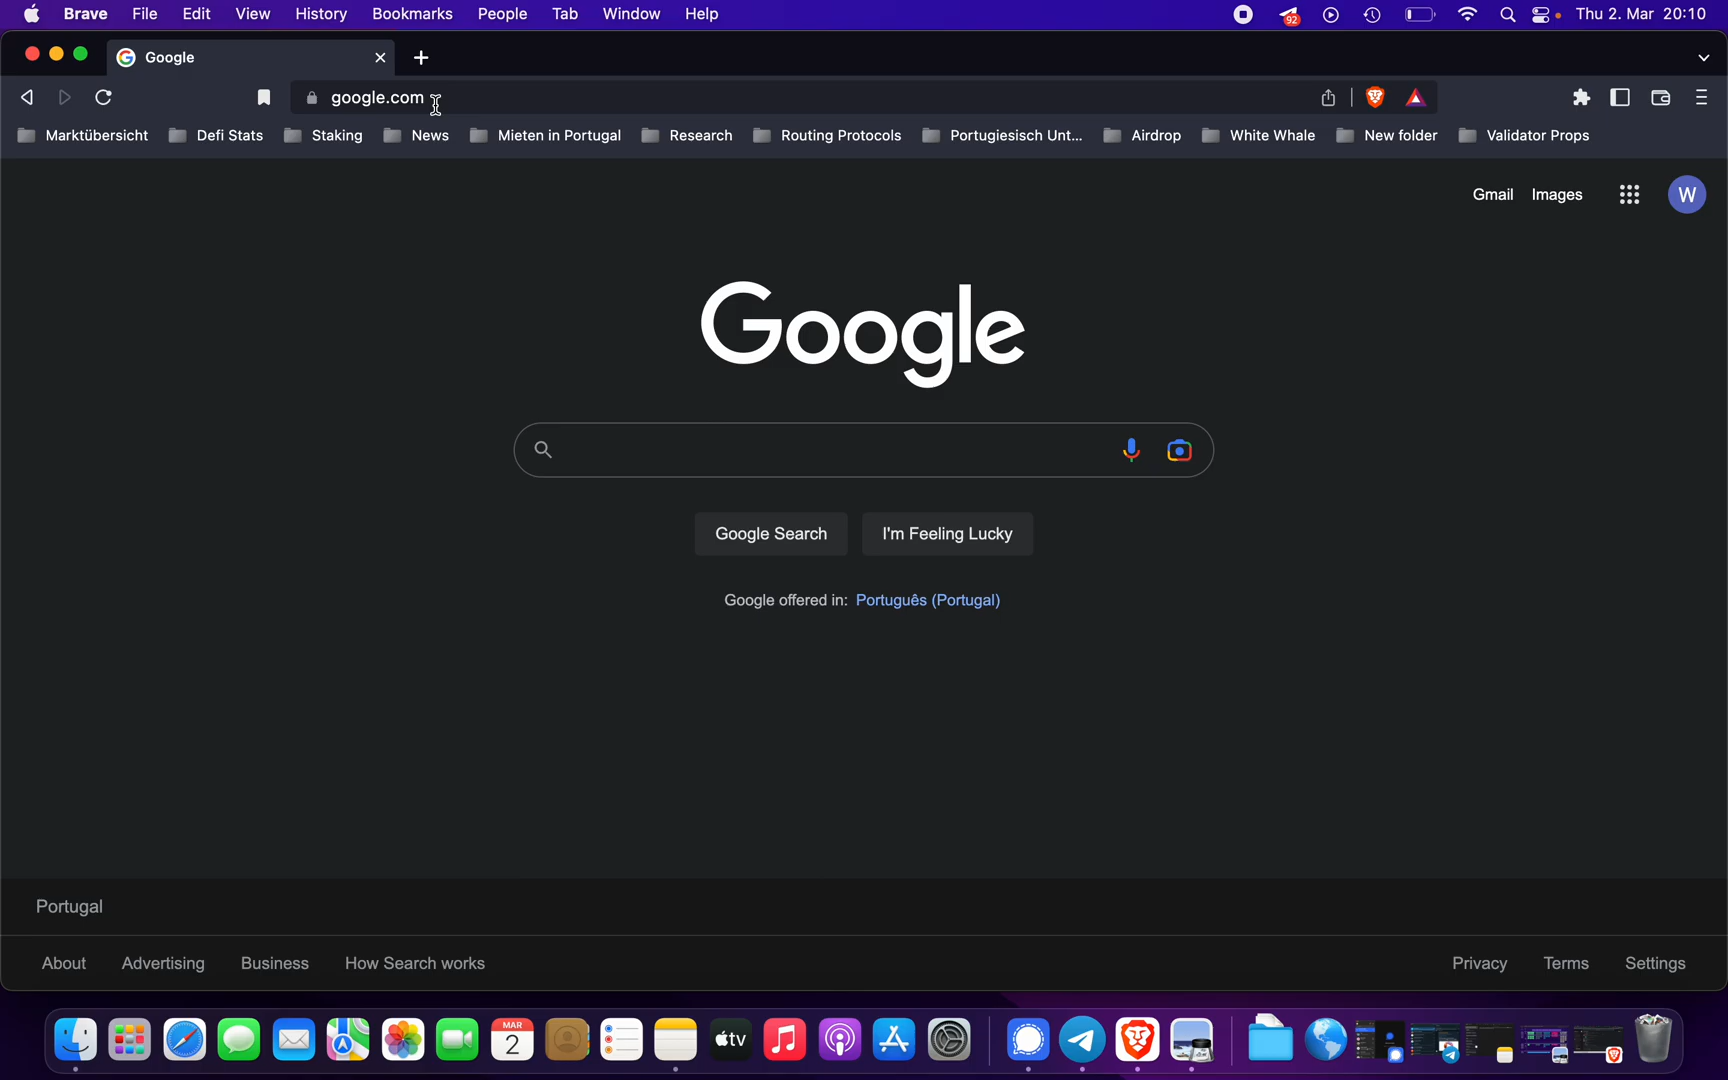 Brave File Edit View History Bookmarks People Tab Window Help 92 Thu 2. Mar 20:10
Google
google.com
Marktübersicht Defi Stats Staking News Mieten in Portugal Research Routing Protocols Portugiesisch Unt... Airdrop White Whale New folder Validator Props
Gmail Images W
Google
Google Search I'm Feeling Lucky
Google offered in: Português (Portugal)
Portugal
About Advertising Business How Search works Privacy Terms Settings
MAR
2
tv